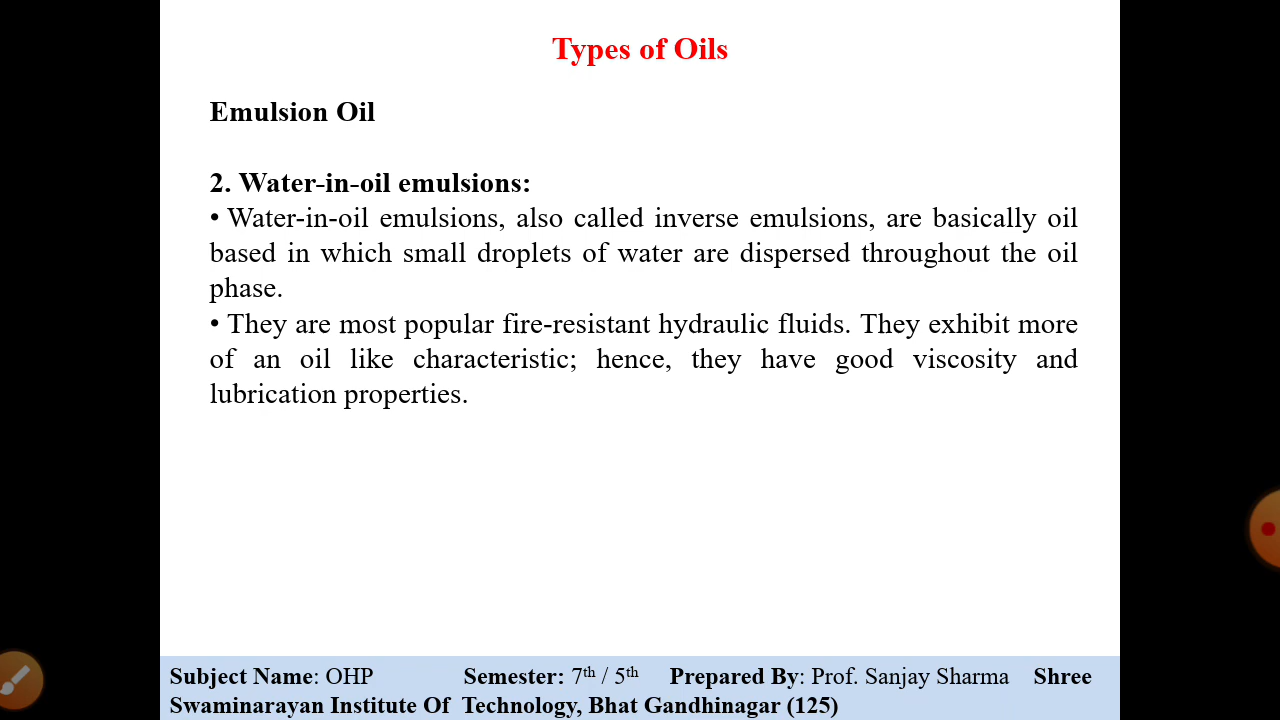 Types of Oils
Emulsion Oil
2. Water-in-oil emulsions:
• Water-in-oil emulsions, also called inverse emulsions, are basically oil
based in which small droplets of water are dispersed throughout the oil
phase.
• They are most popular fire-resistant hydraulic fluids. They exhibit more
of an oil like characteristic; hence, they have good viscosity and
lubrication properties.
Subject Name: OHP Semester: 7th / 5th Prepared By: Prof. Sanjay Sharma Shree
Swaminarayan Institute Of Technology, Bhat Gandhinagar (125)